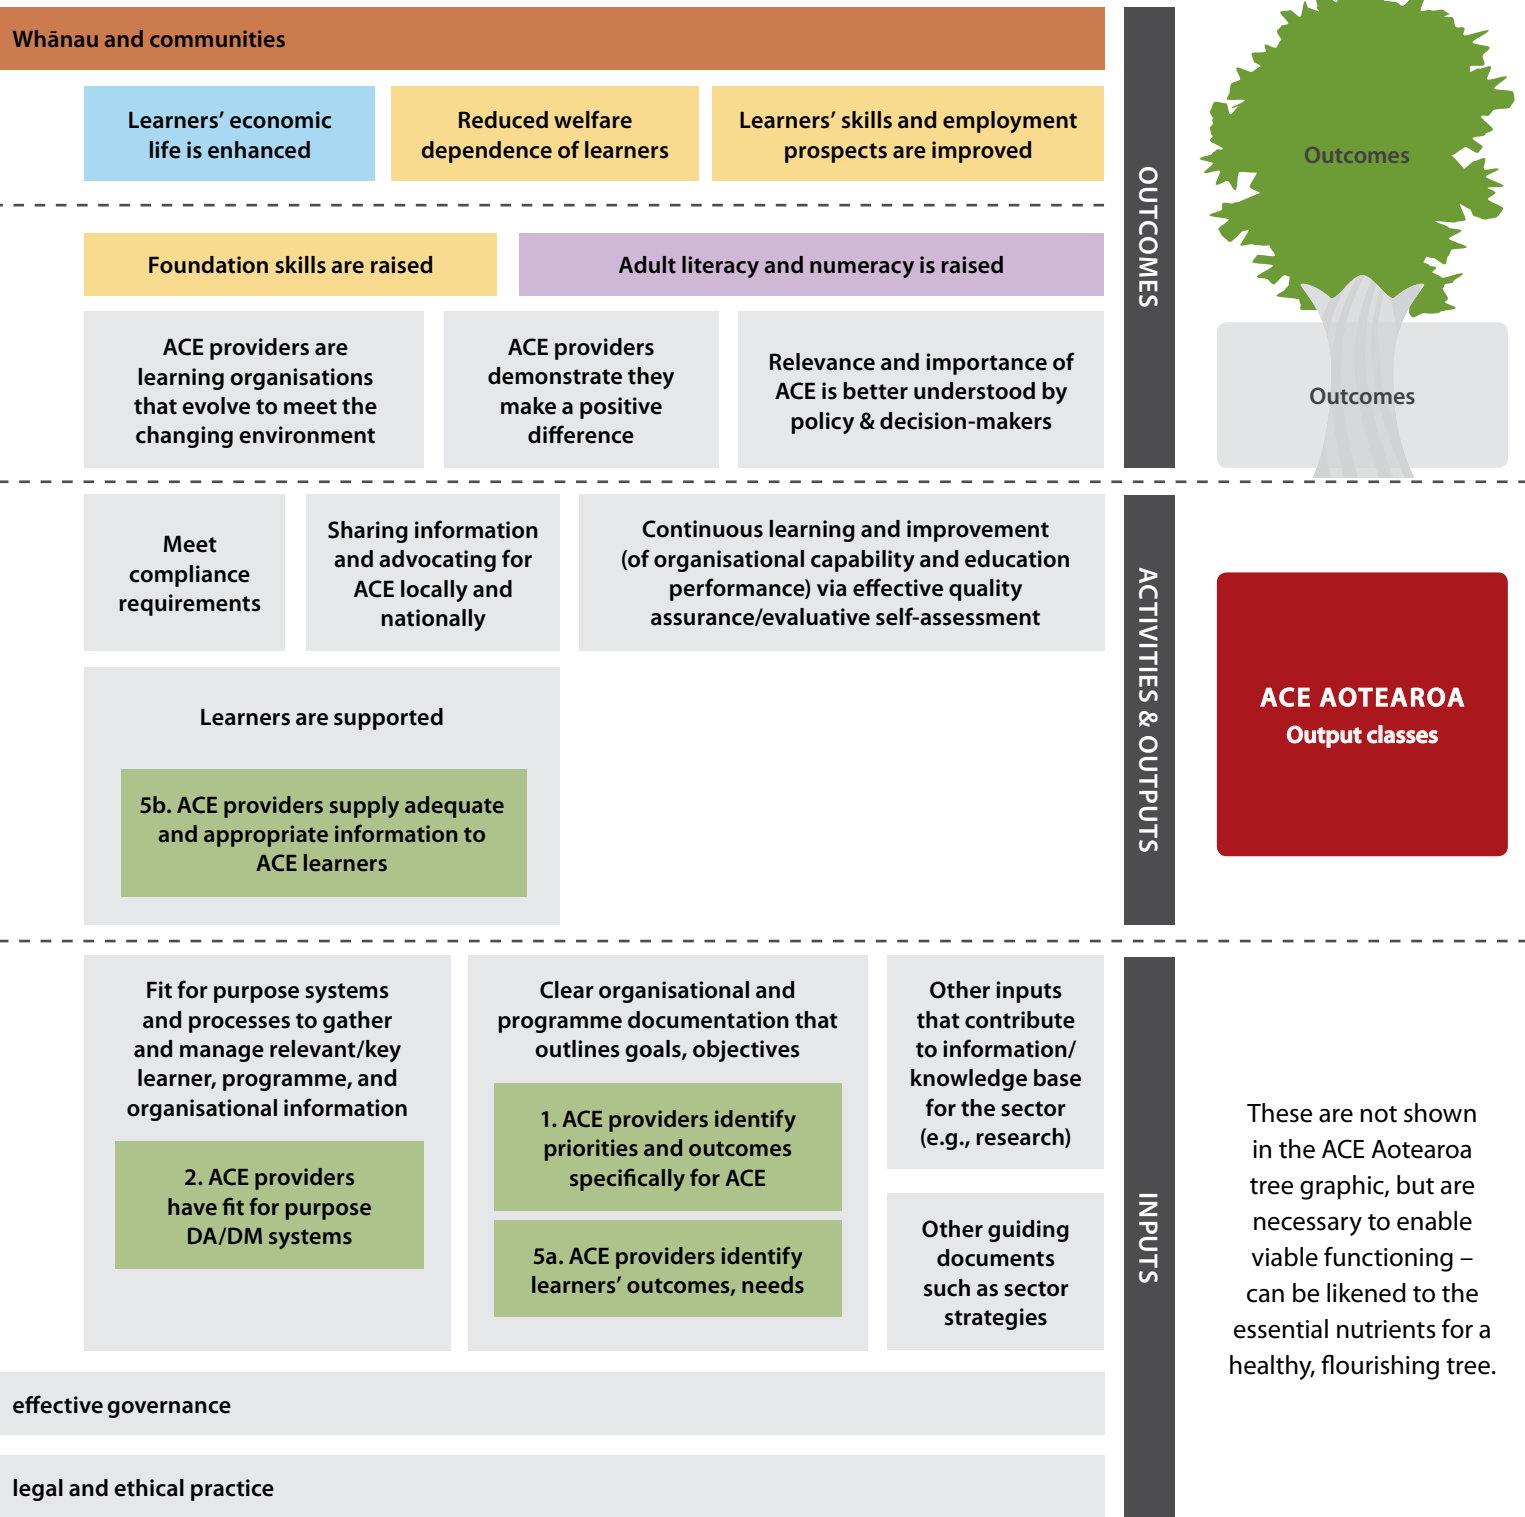 Whānau and communities
Learners’ economic
life is enhanced
Reduced welfare
dependence of learners
Learners’ skills and employment
prospects are improved
Foundation skills are raised
Adult literacy and numeracy is raised
ACE providers are
learning organisations
that evolve to meet the
changing environment
ACE providers
demonstrate they
make a positive
difference
Relevance and importance of
ACE is better understood by
policy & decision-makers
OUTCOMES
Outcomes
Outcomes
Meet
compliance
requirements
Sharing information
and advocating for
ACE locally and
nationally
Continuous learning and improvement
(of organisational capability and education
performance) via effective quality
assurance/evaluative self-assessment
Learners are supported
5b. ACE providers supply adequate
and appropriate information to
ACE learners
ACTIVITIES & OUTPUTS
ACE AOTEAROA
Output classes
Fit for purpose systems
and processes to gather
and manage relevant/key
learner, programme, and
organisational information
2. ACE providers
have fit for purpose
DA/DM systems
Clear organisational and
programme documentation that
outlines goals, objectives
1. ACE providers identify
priorities and outcomes
specifically for ACE
5a. ACE providers identify
learners’ outcomes, needs
Other inputs
that contribute
to information/
knowledge base
for the sector
(e.g., research)
Other guiding
documents
such as sector
strategies
effective governance
legal and ethical practice
INPUTS
These are not shown
in the ACE Aotearoa
tree graphic, but are
necessary to enable
viable functioning –
can be likened to the
essential nutrients for a
healthy, flourishing tree.